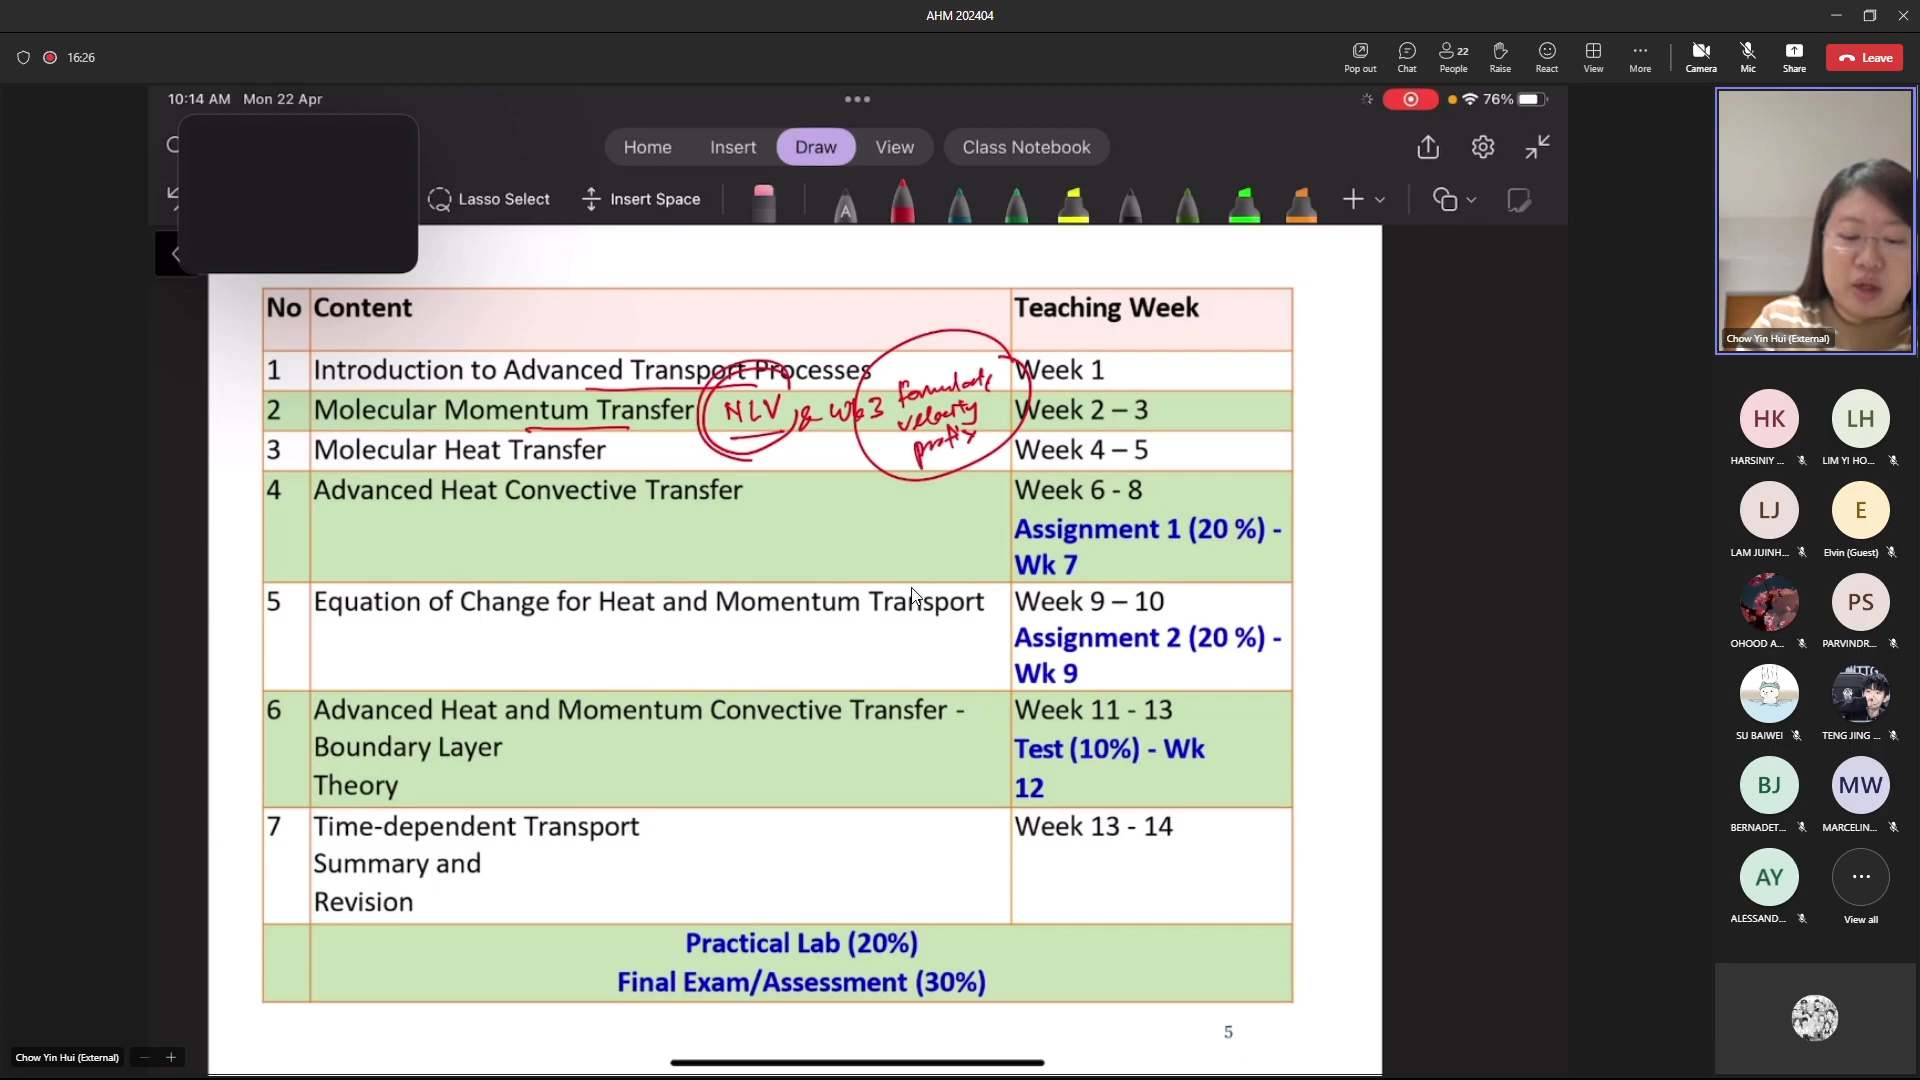 AHM 202404
16:26
Pop out
Chat
22
People
Raise
React
View
More
Camera
Mic
Share
Leave
10:14 AM Mon 22 Apr
76%
Home
Insert
Draw
View
Class Notebook
Lasso Select
Insert Space
A
No Content Teaching Week
1 Introduction to Advanced Transport Processes Week 1
2 Molecular Momentum Transfer Week 2 – 3
NLV & Wk3
velocity
3 Molecular Heat Transfer Week 4 – 5
4 Advanced Heat Convective Transfer Week 6 - 8
Assignment 1 (20 %) -
Wk 7
5 Equation of Change for Heat and Momentum Transport Week 9 – 10
Assignment 2 (20 %) -
Wk 9
6 Advanced Heat and Momentum Convective Transfer - Week 11 - 13
Boundary Layer Test (10%) - Wk
Theory 12
7 Time-dependent Transport Week 13 - 14
Summary and
Revision
Practical Lab (20%)
Final Exam/Assessment (30%)
5
Chow Yin Hui (External)
Chow Yin Hui (External)
HK LH
HARSINIY ... LIM YI HO...
LJ E
LAM JUINH... Elvin (Guest)
PS
OHOOD A... PARVINDR...
SU BAIWEI TENG JING ...
BJ MW
BERNADET... MARCELIN...
AY
ALESSAND... View all